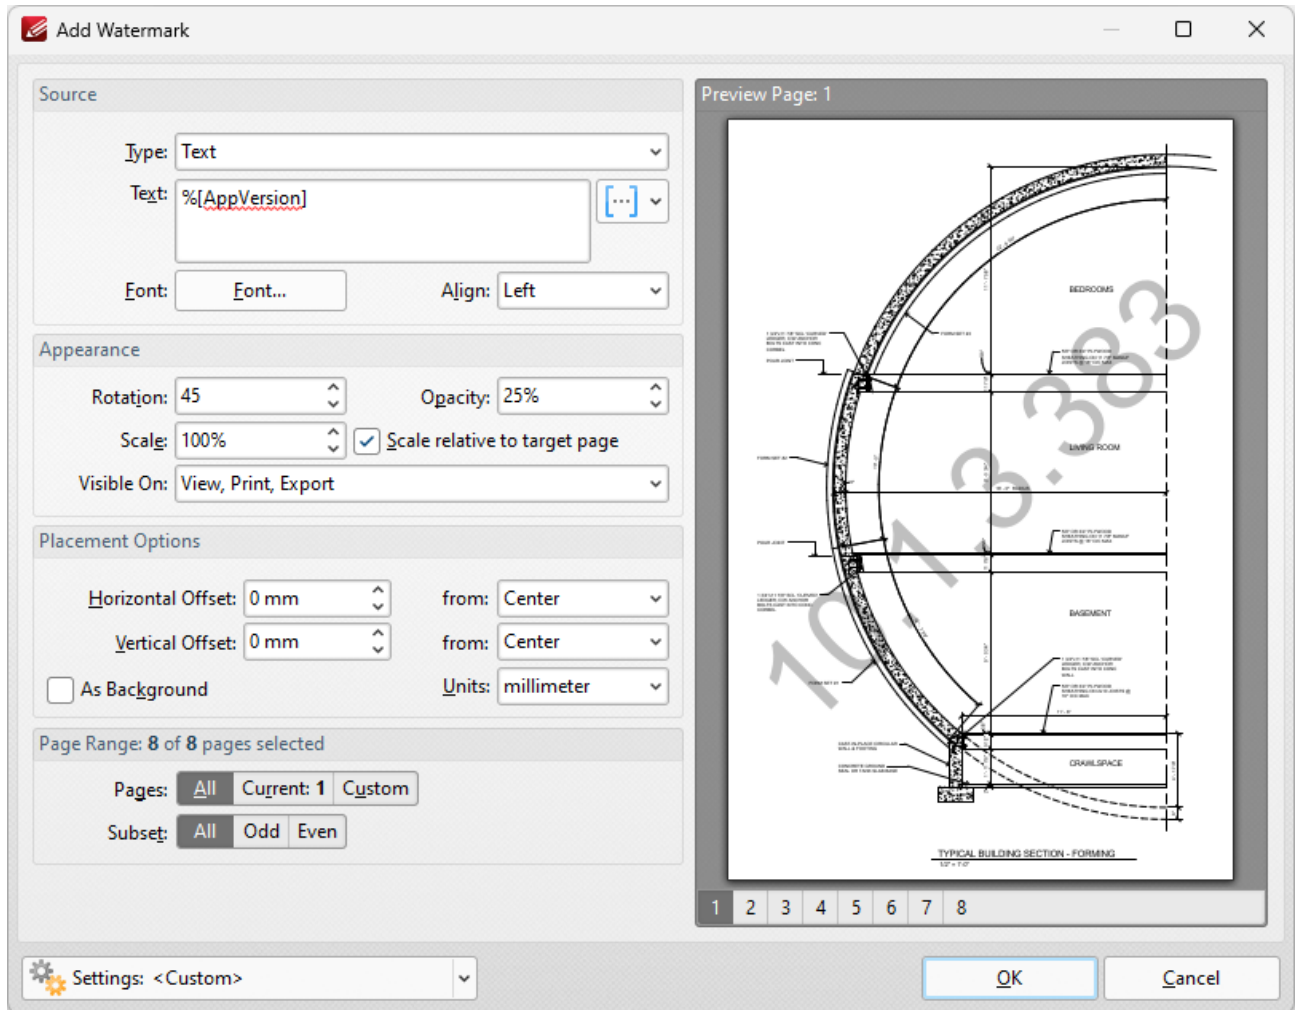 Add Watermark
Source
Type: Text
Text: %[AppVersion]
Font: Font... Align: Left
Appearance
Rotation: 45 Opacity: 25%
Scale: 100% Scale relative to target page
Visible On: View, Print, Export
Placement Options
Horizontal Offset: 0 mm from: Center
Vertical Offset: 0 mm from: Center
As Background Units: millimeter
Page Range: 8 of 8 pages selected
Pages: All Current: 1 Custom
Subset: All Odd Even
Preview Page: 1
BEDROOMS
LIVING ROOM
BASEMENT
CRAWLSPACE
10.1.3.383
TYPICAL BUILDING SECTION - FORMING
1/2" = 1'-0"
1 2 3 4 5 6 7 8
Settings: <Custom>
OK Cancel